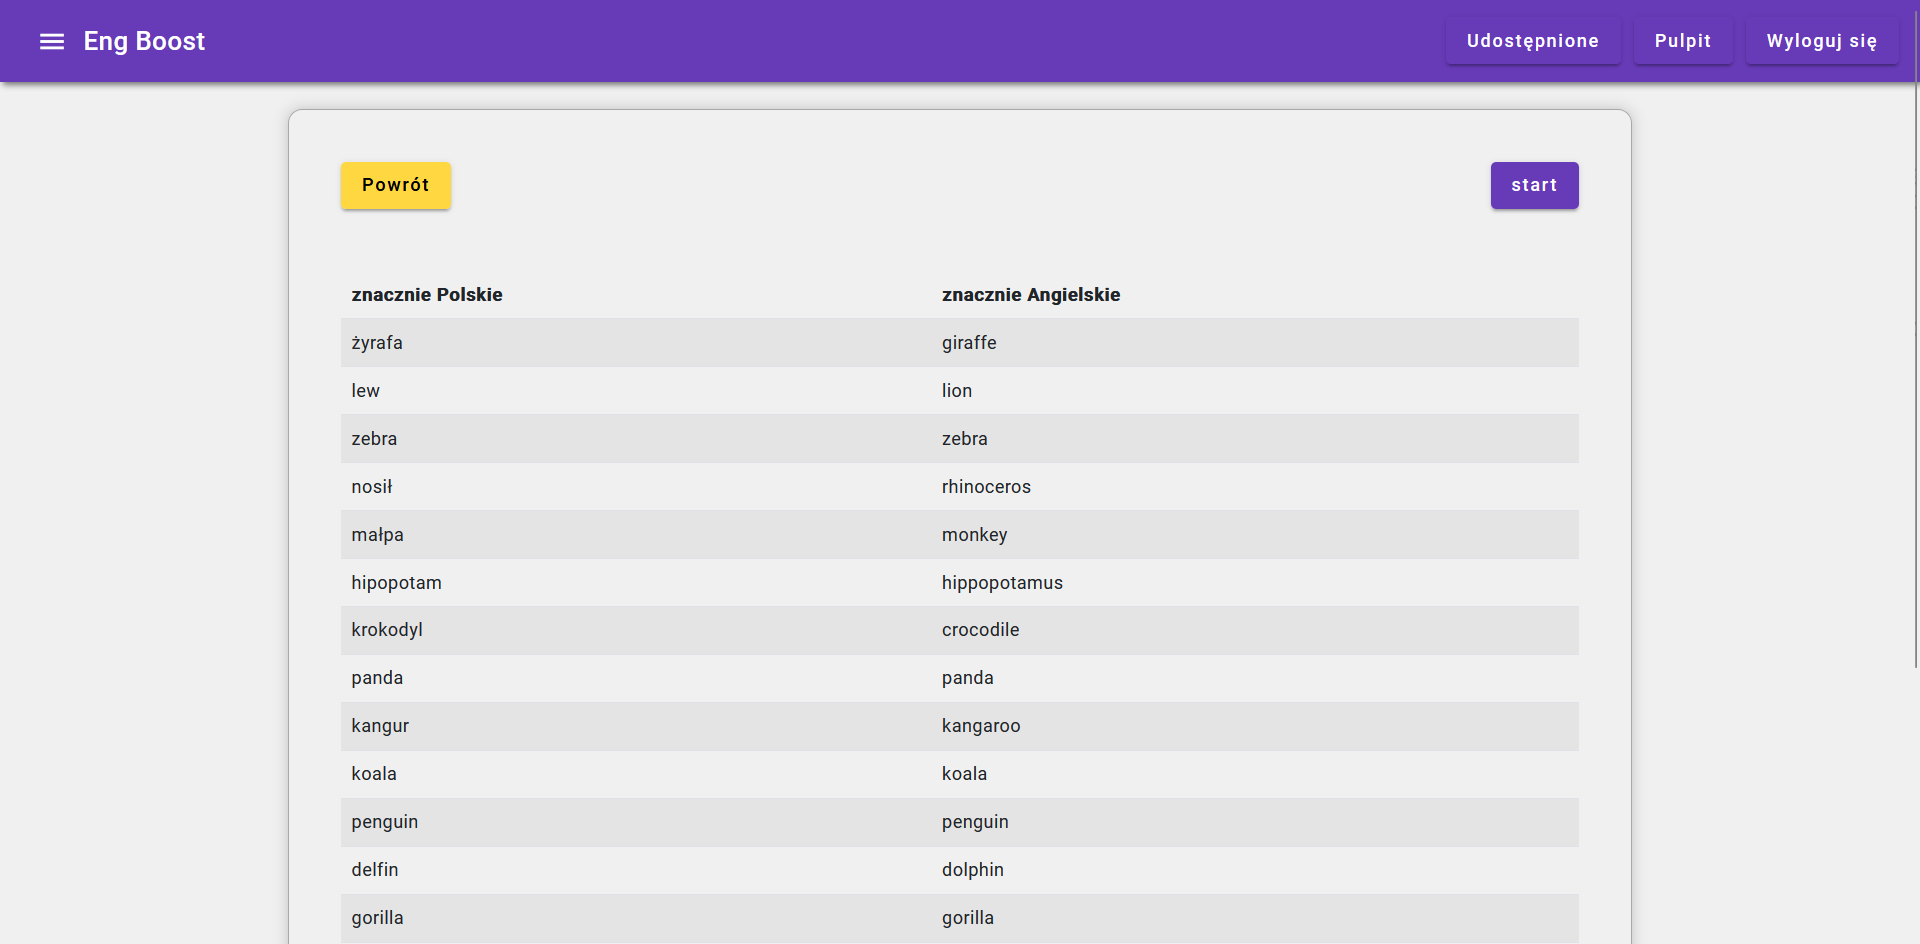 Eng Boost Udostępnione Pulpit Wyloguj się
Powrót start
znacznie Polskie znacznie Angielskie
żyrafa giraffe
lew lion
zebra zebra
nosił rhinoceros
małpa monkey
hipopotam hippopotamus
krokodyl crocodile
panda panda
kangur kangaroo
koala koala
penguin penguin
delfin dolphin
gorilla gorilla